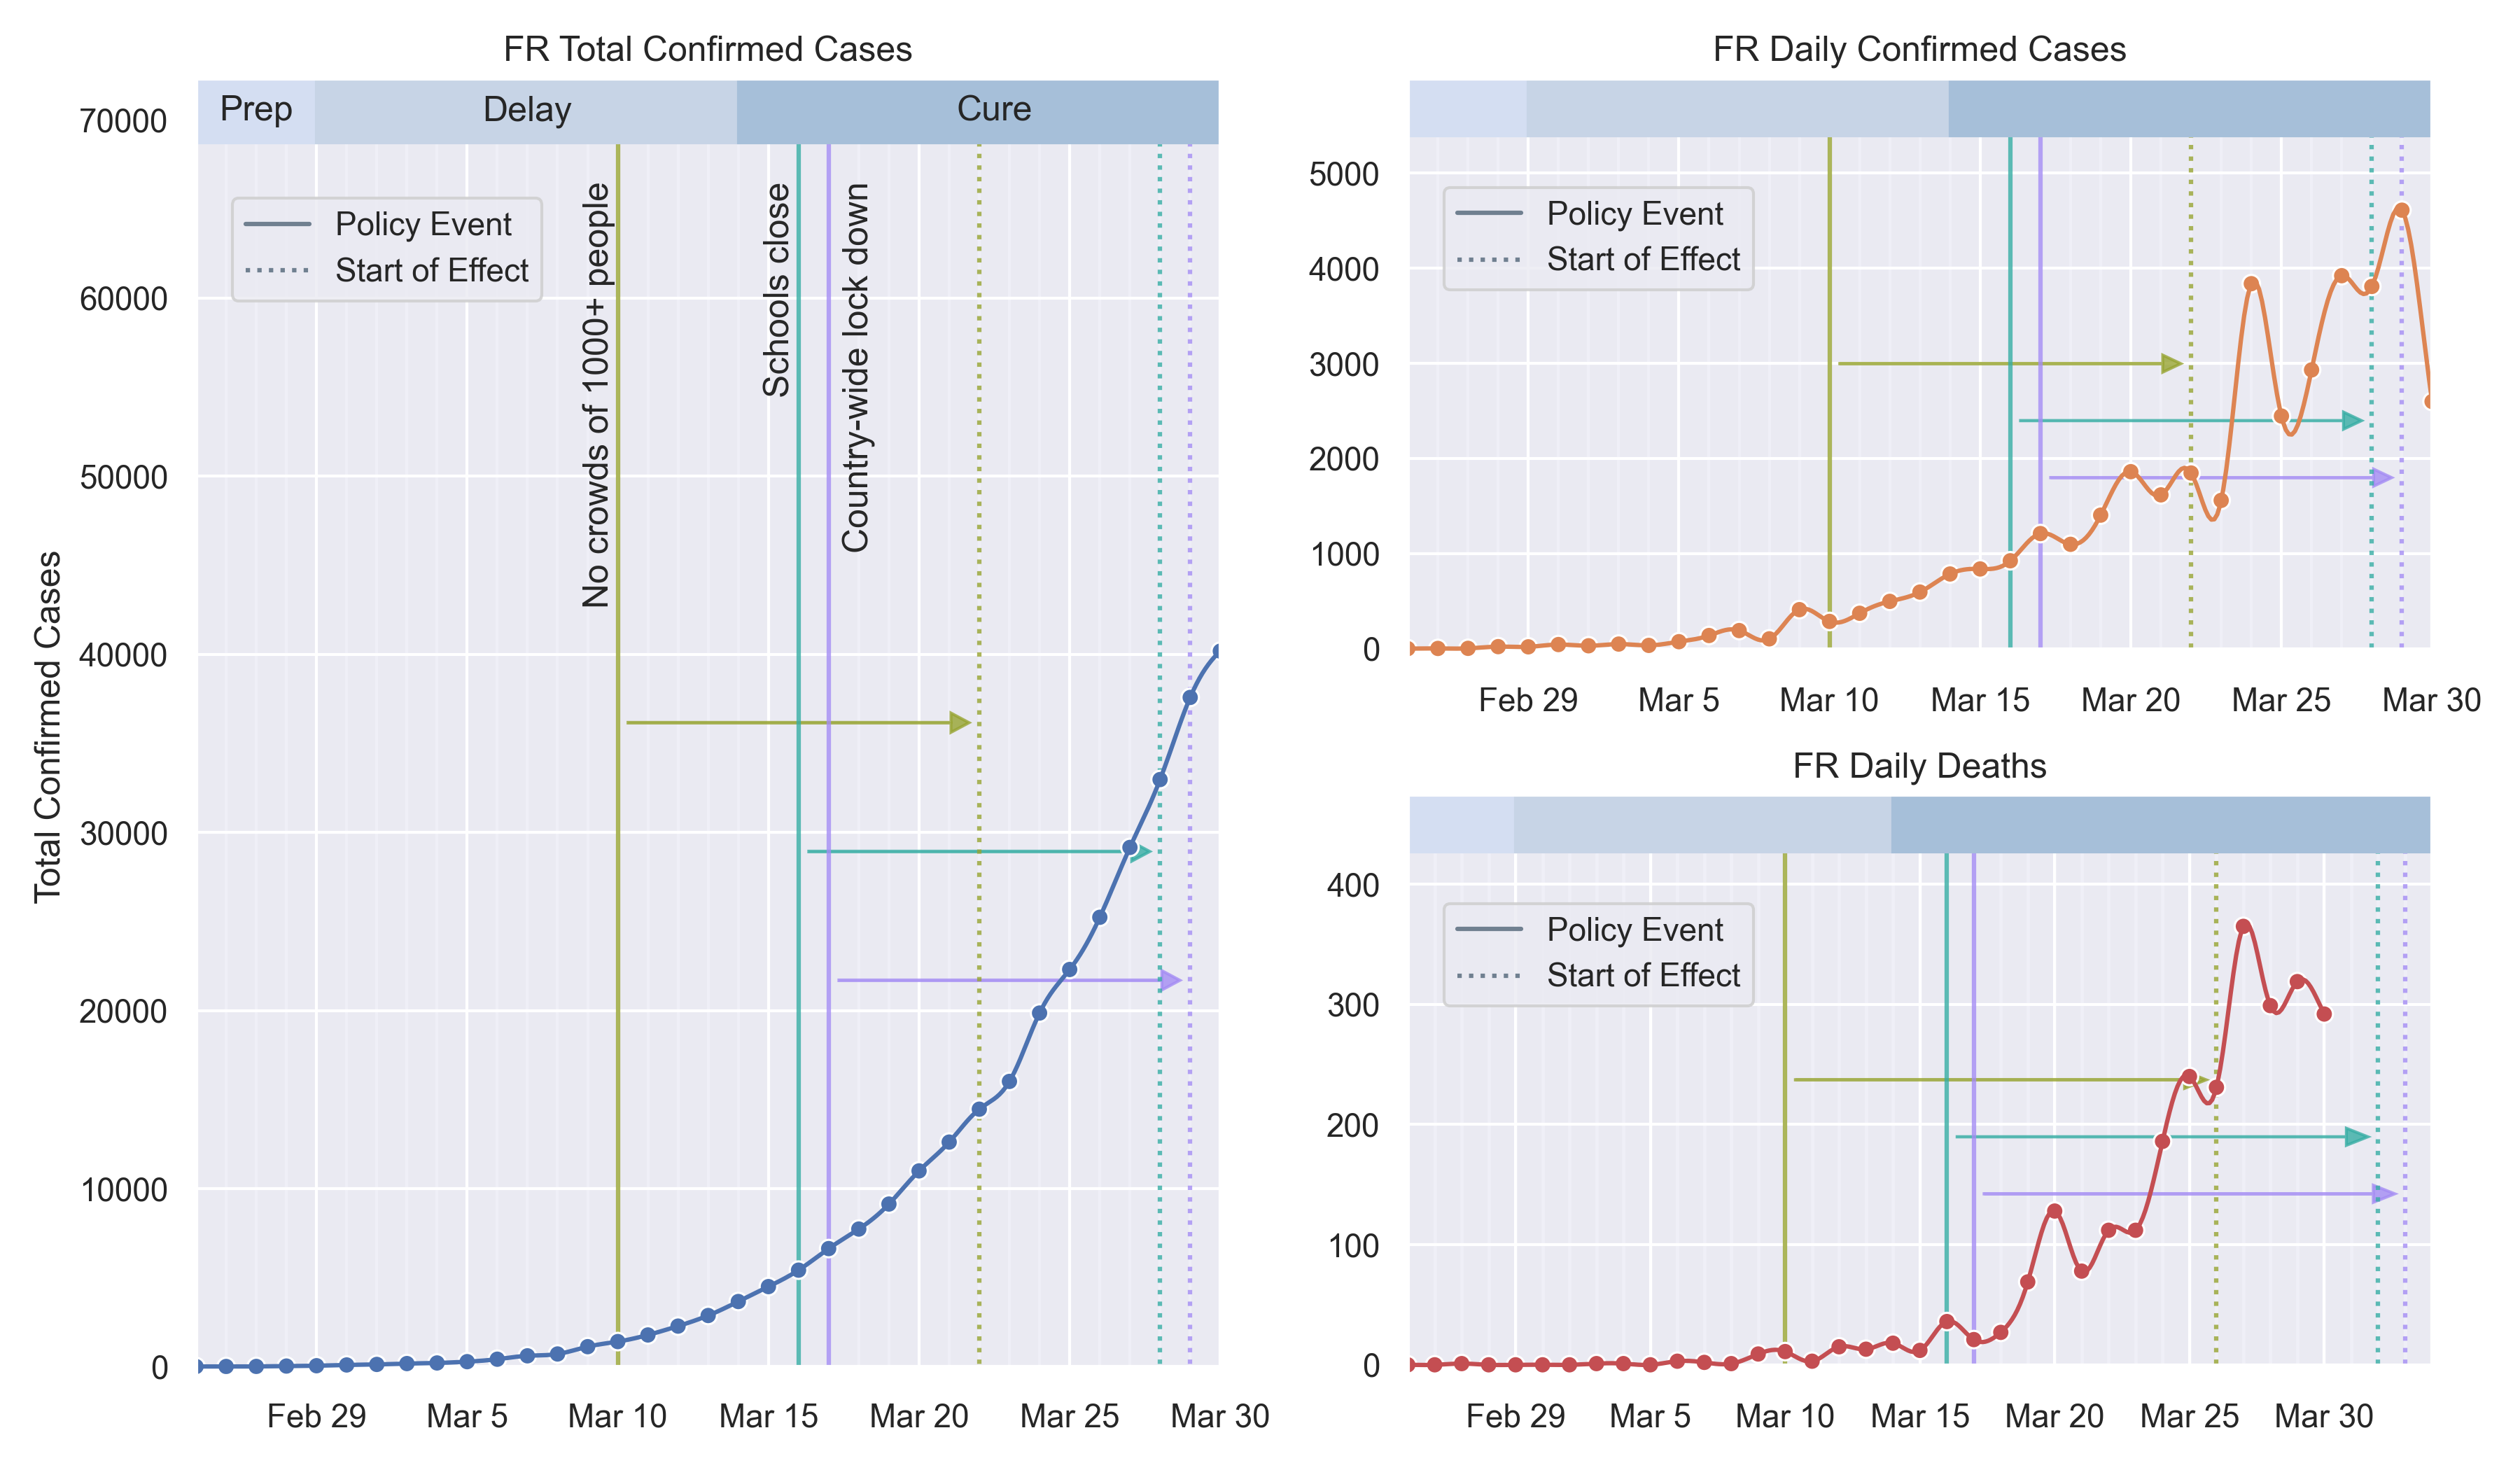 FR Total Confirmed Cases
Prep
Delay
Cure
70000
60000
50000
40000
30000
20000
10000
0
Total Confirmed Cases
Policy Event
Start of Effect
No crowds of 1000+ people
Schools close
Country-wide lock down
Feb 29
Mar 5
Mar 10
Mar 15
Mar 20
Mar 25
Mar 30
FR Daily Confirmed Cases
5000
4000
3000
2000
1000
0
Policy Event
Start of Effect
Feb 29
Mar 5
Mar 10
Mar 15
Mar 20
Mar 25
Mar 30
FR Daily Deaths
400
300
200
100
0
Policy Event
Start of Effect
Feb 29
Mar 5
Mar 10
Mar 15
Mar 20
Mar 25
Mar 30